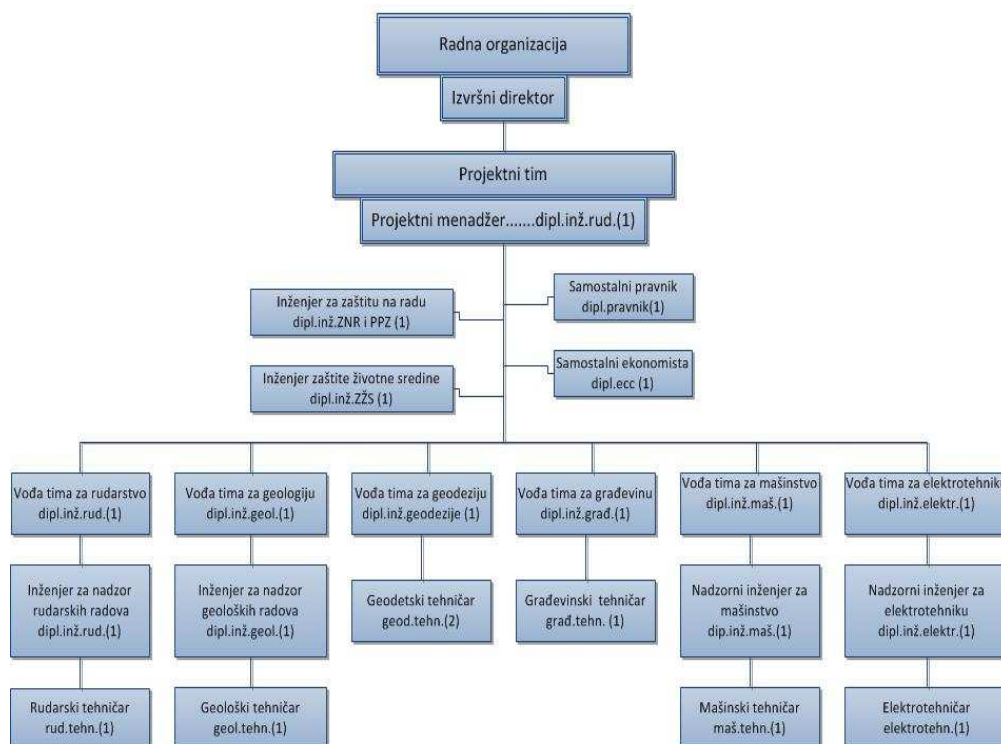 Radna organizacija
Izvršni direktor
Projektni tim
Projektni menadžer.......dipl.inž.rud.(1)
Inženjer za zaštitu na radu
dipl.inž.ZNR i PPZ (1)
Samostalni pravnik
dipl.pravnik(1)
Inženjer zaštite životne sredine
dipl.inž.ZŽS (1)
Samostalni ekonomista
dipl.ecc (1)
Vođa tima za rudarstvo
dipl.inž.rud.(1)
Vođa tima za geologiju
dipl.inž.geol.(1)
Vođa tima za geodeziju
dipl.inž.geodezije (1)
Vođa tima za građevinu
dipl.inž.građ.(1)
Vođa tima za mašinstvo
dipl.inž.maš.(1)
Vođa tima za elektrotehniku
dipl.inž.elektr.(1)
Inženjer za nadzor
rudarskih radova
dipl.inž.rud.(1)
Inženjer za nadzor
geoloških radova
dipl.inž.geol.(1)
Geodetski tehničar
geod.tehn.(2)
Građevinski tehničar
građ.tehn. (1)
Nadzorni inženjer za
mašinstvo
dip.inž.maš.(1)
Nadzorni inženjer za
elektrotehniku
dipl.inž.elektr.(1)
Rudarski tehničar
rud.tehn.(1)
Geološki tehničar
geol.tehn.(1)
Mašinski tehničar
maš.tehn.(1)
Elektrotehničar
elektrotehn.(1)